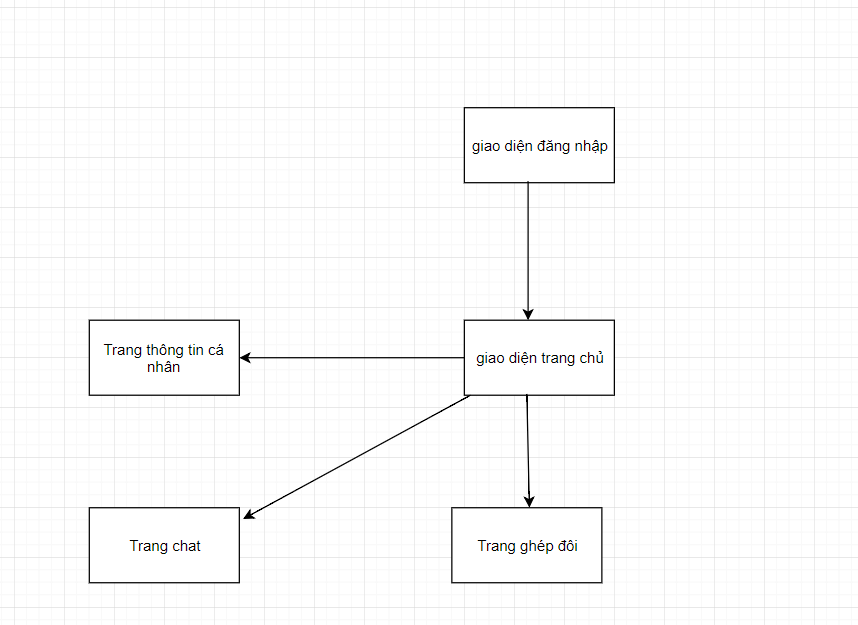 giao diện đăng nhập
Trang thông tin cá
nhân
giao diện trang chủ
Trang chat
Trang ghép đôi